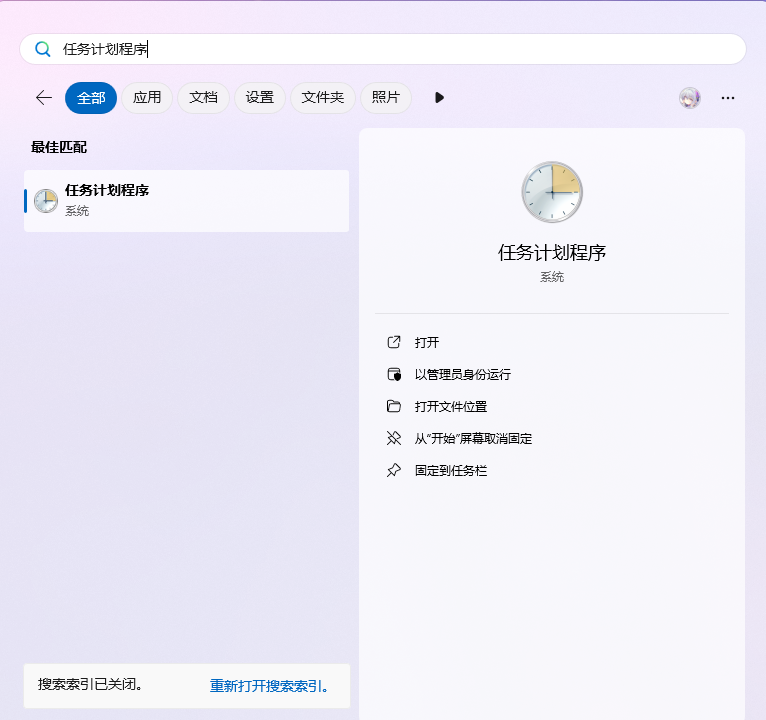 任务计划程序
全部
应用
文档
设置
文件夹
照片
最佳匹配
任务计划程序
系统
任务计划程序
系统
打开
以管理员身份运行
打开文件位置
从“开始”屏幕取消固定
固定到任务栏
搜索索引已关闭。
重新打开搜索索引。